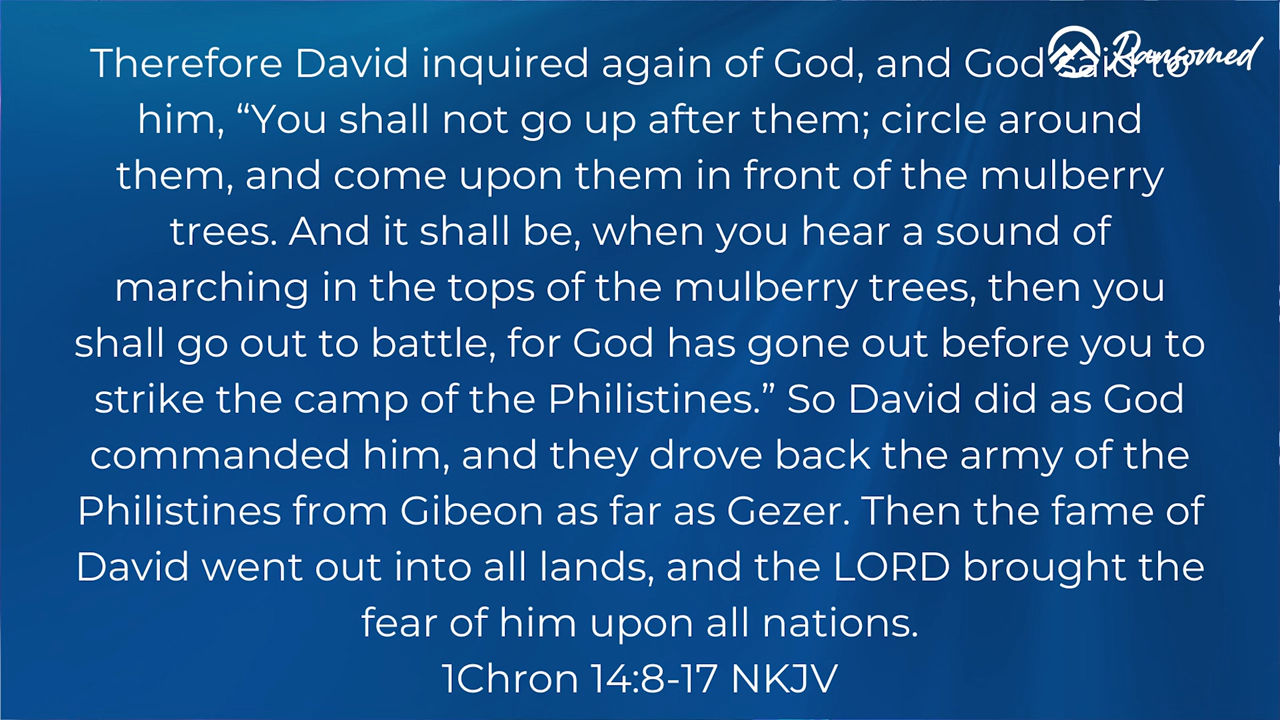 Therefore David inquired again of God, and God said to
him, “You shall not go up after them; circle around
them, and come upon them in front of the mulberry
trees. And it shall be, when you hear a sound of
marching in the tops of the mulberry trees, then you
shall go out to battle, for God has gone out before you to
strike the camp of the Philistines.” So David did as God
commanded him, and they drove back the army of the
Philistines from Gibeon as far as Gezer. Then the fame of
David went out into all lands, and the LORD brought the
fear of him upon all nations.
1Chron 14:8-17 NKJV
Ransomed